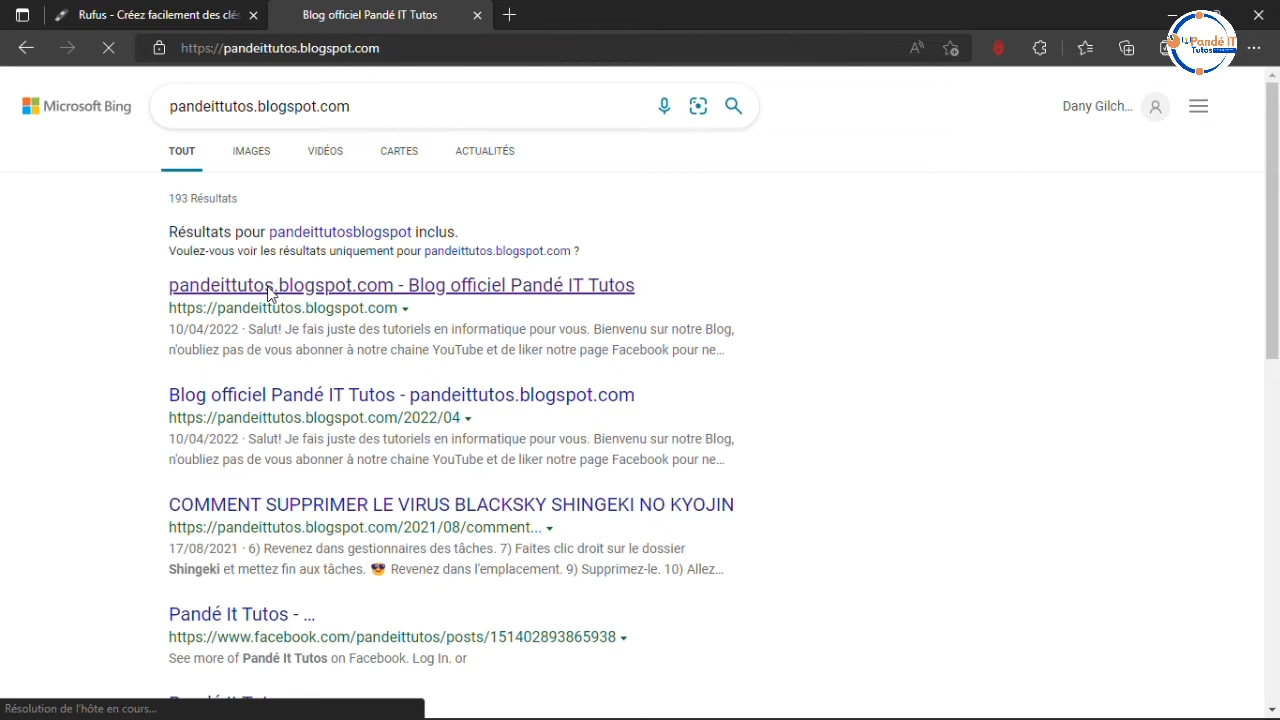 Rufus - Créez facilement des clés
Blog officiel Pandé IT Tutos
https://pandeittutos.blogspot.com
Pandé IT
Tutos
Microsoft Bing
pandeittutos.blogspot.com
Dany Gilch...
TOUT
IMAGES
VIDÉOS
CARTES
ACTUALITÉS
193 Résultats
Résultats pour pandeittutosblogspot inclus.
Voulez-vous voir les résultats uniquement pour pandeittutos.blogspot.com ?
pandeittutos.blogspot.com - Blog officiel Pandé IT Tutos
https://pandeittutos.blogspot.com
10/04/2022 · Salut! Je fais juste des tutoriels en informatique pour vous. Bienvenu sur notre Blog,
n'oubliez pas de vous abonner à notre chaine YouTube et de liker notre page Facebook pour ne…
Blog officiel Pandé IT Tutos - pandeittutos.blogspot.com
https://pandeittutos.blogspot.com/2022/04
10/04/2022 · Salut! Je fais juste des tutoriels en informatique pour vous. Bienvenu sur notre Blog,
n'oubliez pas de vous abonner à notre chaine YouTube et de liker notre page Facebook pour ne…
COMMENT SUPPRIMER LE VIRUS BLACKSKY SHINGEKI NO KYOJIN
https://pandeittutos.blogspot.com/2021/08/comment...
17/08/2021 · 6) Revenez dans gestionnaires des tâches. 7) Faites clic droit sur le dossier
Shingeki et mettez fin aux tâches. 😎 Revenez dans l'emplacement. 9) Supprimez-le. 10) Allez…
Pandé It Tutos - ...
https://www.facebook.com/pandeittutos/posts/151402893865938
See more of Pandé It Tutos on Facebook. Log In. or
Résolution de l'hôte en cours...